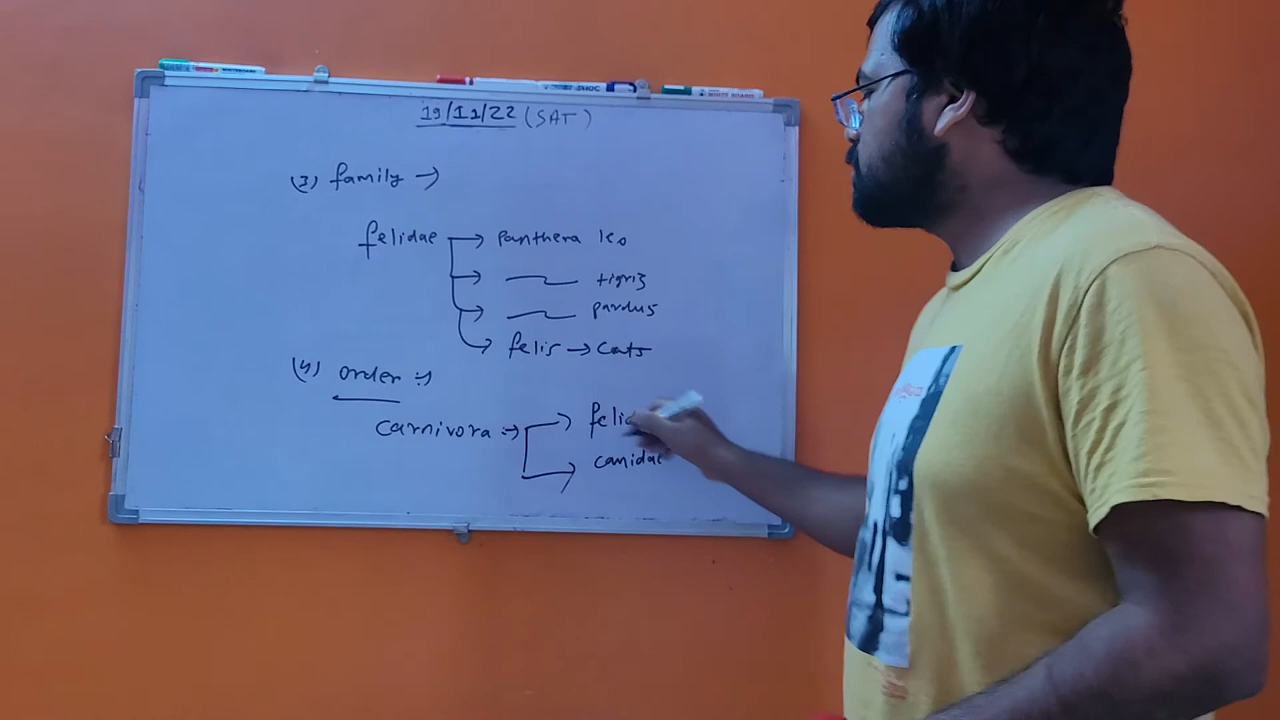 19/11/22 (SAT)
(3) family →
felidae → panthera leo
→ —— tigris
→ —— pardus
→ felis → cats
(4) order :→
carnivora :→ → felid
→ canidae